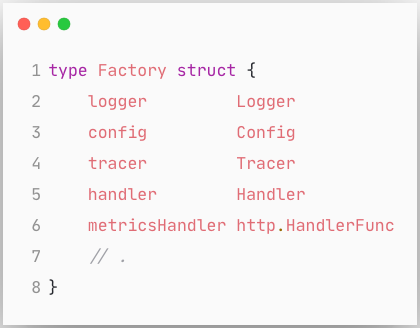 1 type Factory struct {
2     logger         Logger
3     config         Config
4     tracer         Tracer
5     handler        Handler
6     metricsHandler http.HandlerFunc
7     // .
8 }